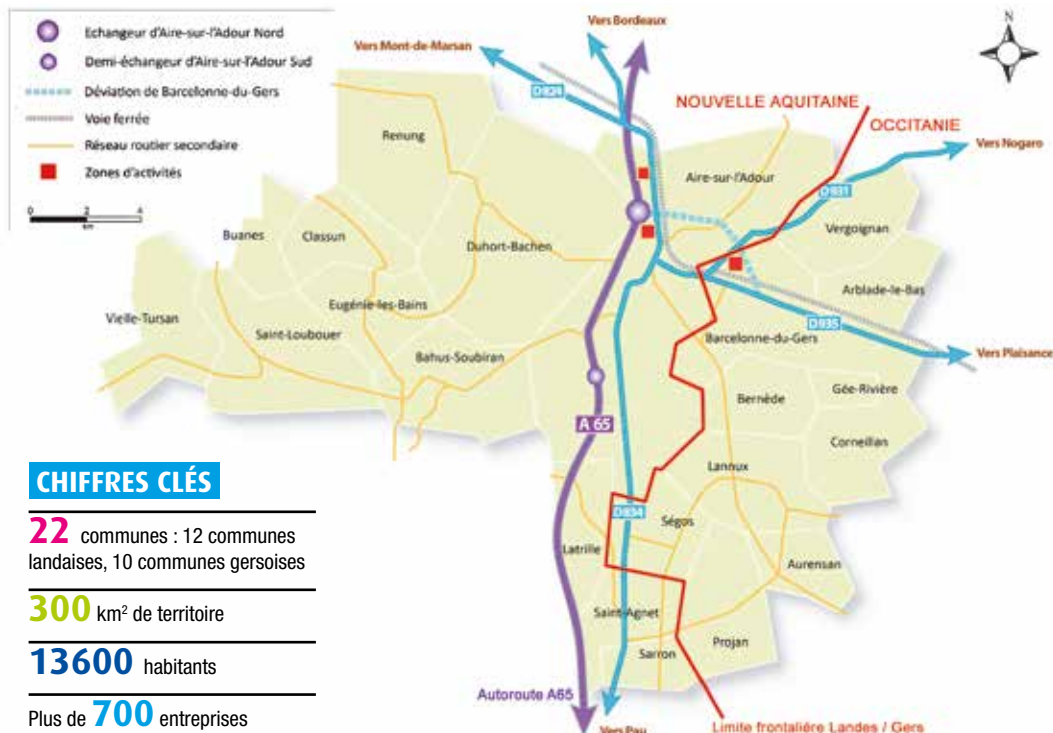 Echangeur d'Aire-sur-l'Adour Nord
Demi-échangeur d'Aire-sur-l'Adour Sud
Déviation de Barcelonne-du-Gers
Voie ferrée
Réseau routier secondaire
Zones d'activités
0 2 4
km
Vers Bordeaux
Vers Mont-de-Marsan
N
D824
NOUVELLE AQUITAINE
OCCITANIE
Vers Nogaro
Renung
Aire-sur-l'Adour
D931
Vergoignan
Buanes
Classun
Duhort-Bachen
Arblade-le-Bas
Eugénie-les-Bains
Vielle-Tursan
Saint-Loubouer
Bahus-Soubiran
Barcelonne-du-Gers
D935
Vers Plaisance
Bernède
Gée-Rivière
A 65
Corneillan
Lannux
D834
Ségos
Latrille
Aurensan
Saint-Agnet
Projan
Sarron
Autoroute A65
Vers Pau
Limite frontalière Landes / Gers
CHIFFRES CLÉS
22 communes : 12 communes
landaises, 10 communes gersoises
300 km² de territoire
13600 habitants
Plus de 700 entreprises